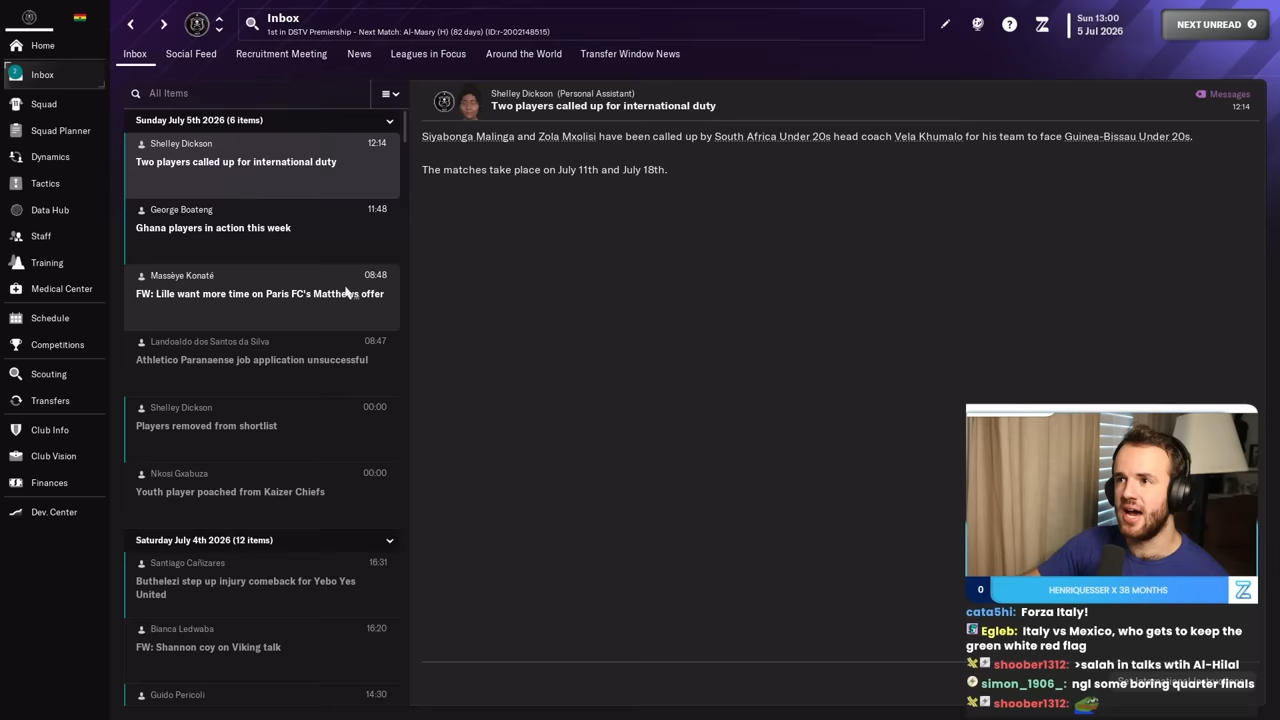 Home
Inbox
2
Squad
Squad Planner
Dynamics
Tactics
Data Hub
Staff
Training
Medical Center
Schedule
Competitions
Scouting
Transfers
Club Info
Club Vision
Finances
Dev. Center
Inbox
1st in DSTV Premiership - Next Match: Al-Masry (H) (82 days) (ID:r-2002148515)
Sun 13:00
5 Jul 2026
NEXT UNREAD
Inbox Social Feed Recruitment Meeting News Leagues in Focus Around the World Transfer Window News
All Items
Sunday July 5th 2026 (6 items)
Shelley Dickson 12:14
Two players called up for international duty
George Boateng 11:48
Ghana players in action this week
Massèye Konaté 08:48
FW: Lille want more time on Paris FC's Matthews offer
Landoaldo dos Santos da Silva 08:47
Athletico Paranaense job application unsuccessful
Shelley Dickson 00:00
Players removed from shortlist
Nkosi Gxabuza 00:00
Youth player poached from Kaizer Chiefs
Saturday July 4th 2026 (12 items)
Santiago Cañizares 16:31
Buthelezi step up injury comeback for Yebo Yes
United
Bianca Ledwaba 16:20
FW: Shannon coy on Viking talk
Guido Pericoli 14:30
Shelley Dickson (Personal Assistant)
Two players called up for international duty
Messages
12:14
Siyabonga Malinga and Zola Mxolisi have been called up by South Africa Under 20s head coach Vela Khumalo for his team to face Guinea-Bissau Under 20s.
The matches take place on July 11th and July 18th.
0 HENRIQUESSER X 38 MONTHS Z
cata5hi: Forza Italy!
Egleb: Italy vs Mexico, who gets to keep the
green white red flag
shoober1312: >salah in talks wtih Al-Hilal
simon_1906_: ngl some boring quarter finals
shoober1312: